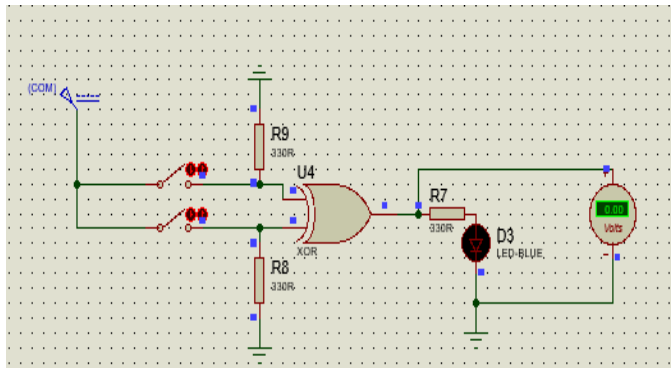 (COM)
R9
330R
U4
XOR
R8
330R
R7
330R
D3
LED-BLUE
+
0.00
Volts
-